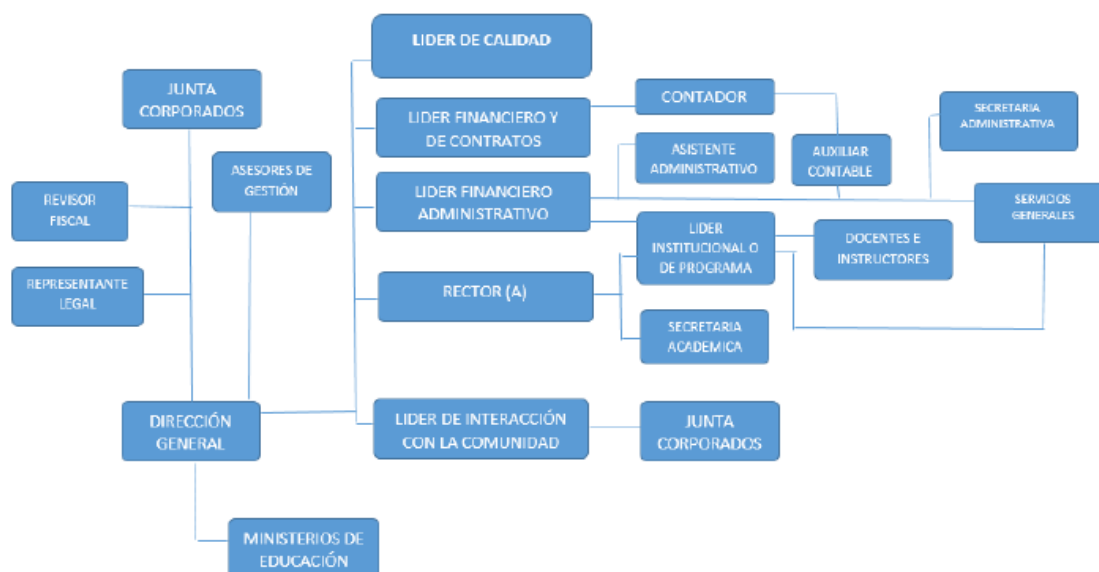 LIDER DE CALIDAD
JUNTA
CORPORADOS
LIDER FINANCIERO Y
DE CONTRATOS
CONTADOR
SECRETARIA
ADMINISTRATIVA
ASESORES DE
GESTIÓN
ASISTENTE
ADMINISTRATIVO
AUXILIAR
CONTABLE
REVISOR
FISCAL
LIDER FINANCIERO
ADMINISTRATIVO
SERVICIOS
GENERALES
LIDER
INSTITUCIONAL O
DE PROGRAMA
DOCENTES E
INSTRUCTORES
REPRESENTANTE
LEGAL
RECTOR (A)
SECRETARIA
ACADEMICA
DIRECCIÓN
GENERAL
LIDER DE INTERACCIÓN
CON LA COMUNIDAD
JUNTA
CORPORADOS
MINISTERIOS DE
EDUCACIÓN